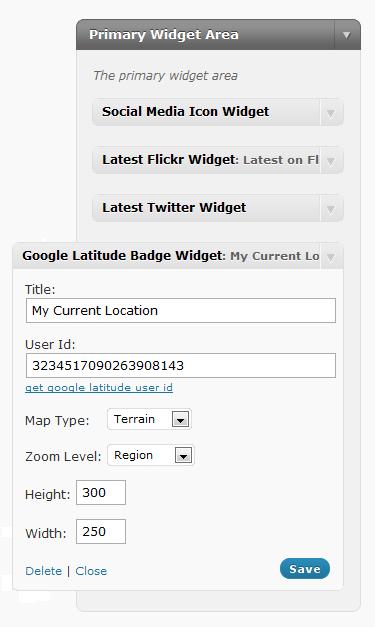 Primary Widget Area
The primary widget area
Social Media Icon Widget
Latest Flickr Widget: Latest on Fl
Latest Twitter Widget
Google Latitude Badge Widget: My Current Lo
Title:
My Current Location
User Id:
3234517090263908143
get google latitude user id
Map Type: Terrain
Zoom Level: Region
Height: 300
Width: 250
Delete | Close Save